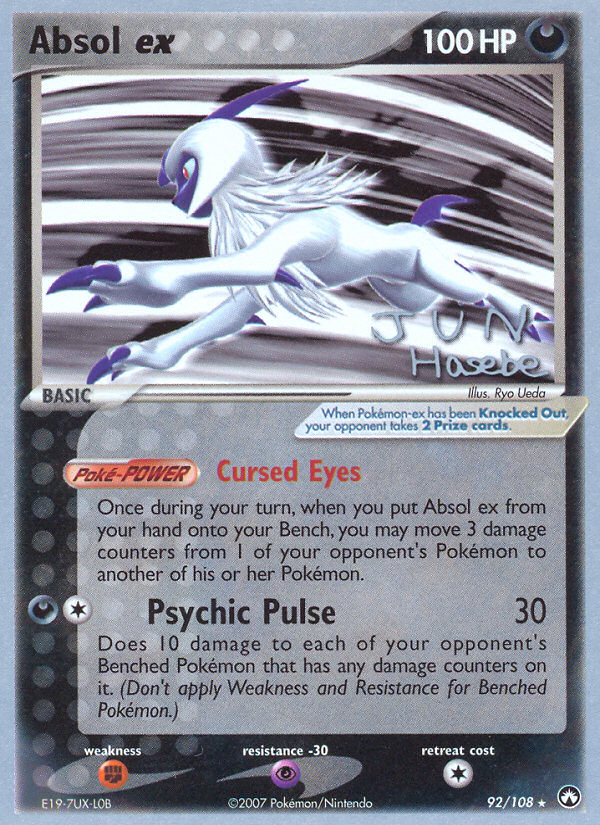 Absol ex 100 HP
JUN
Hasebe
BASIC
Illus. Ryo Ueda
When Pokémon-ex has been Knocked Out,
your opponent takes 2 Prize cards.
Poké-POWER Cursed Eyes
Once during your turn, when you put Absol ex from
your hand onto your Bench, you may move 3 damage
counters from 1 of your opponent's Pokémon to
another of his or her Pokémon.
Psychic Pulse 30
Does 10 damage to each of your opponent's
Benched Pokémon that has any damage counters on
it. (Don't apply Weakness and Resistance for Benched
Pokémon.)
weakness resistance -30 retreat cost
E19-7UX-L0B ©2007 Pokémon/Nintendo 92/108 ★